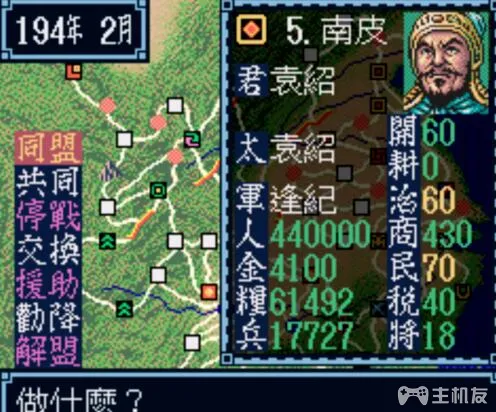 194年 2月
同盟
共同
停戰
交換
援助
勸降
解盟
5. 南皮
君 袁紹
太 袁紹
軍 逢紀
人 440000
金 4100
糧 61492
兵 17727
開 60
耕 0
治 60
商 430
民 70
税 40
將 18
做什麼？
主机友